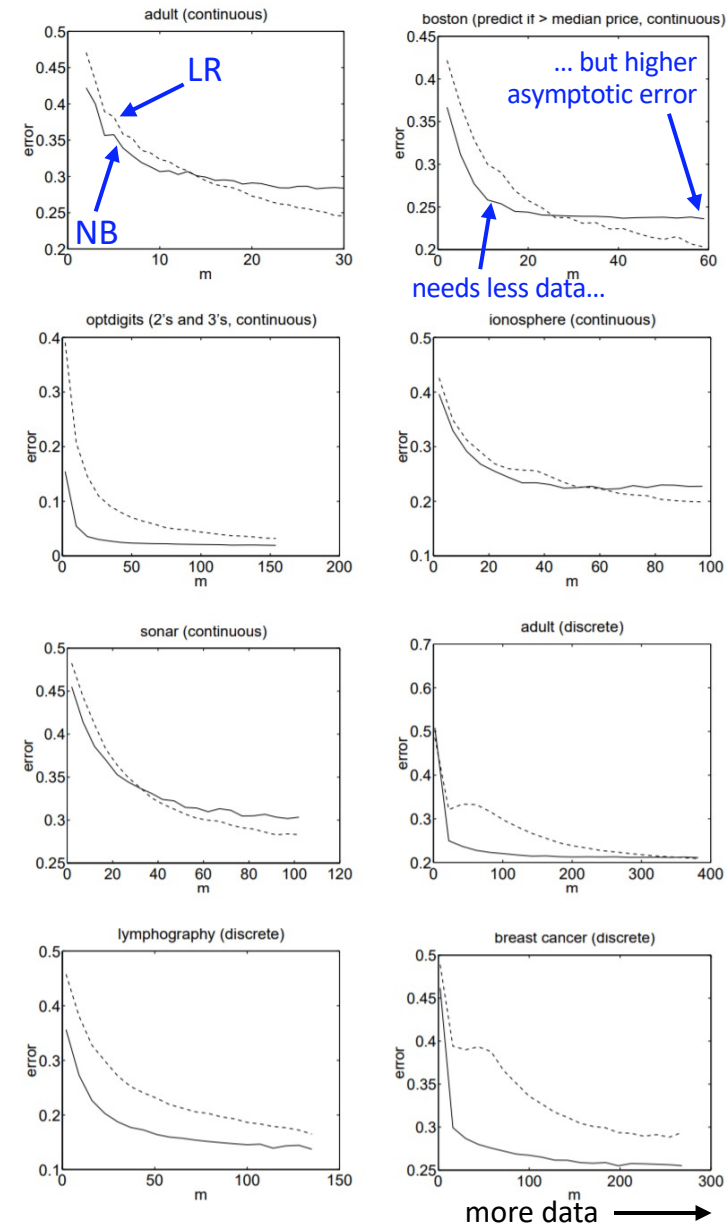 adult (continuous)
0.5
0.45
0.4
0.35
0.3
0.25
0.2
error
0
10
20
30
m
LR
NB
boston (predict if > median price, continuous)
0.45
0.4
0.35
0.3
0.25
0.2
error
0
20
40
60
m
... but higher
asymptotic error
needs less data...
optdigits (2's and 3's, continuous)
0.4
0.3
0.2
0.1
0
error
0
50
100
150
200
m
ionosphere (continuous)
0.5
0.4
0.3
0.2
0.1
error
0
20
40
60
80
100
m
sonar (continuous)
0.5
0.45
0.4
0.35
0.3
0.25
error
0
20
40
60
80
100
120
m
adult (discrete)
0.7
0.6
0.5
0.4
0.3
0.2
error
0
100
200
300
400
m
lymphography (discrete)
0.5
0.4
0.3
0.2
0.1
error
0
50
100
150
m
breast cancer (discrete)
0.5
0.45
0.4
0.35
0.3
0.25
error
0
100
200
300
m
more data